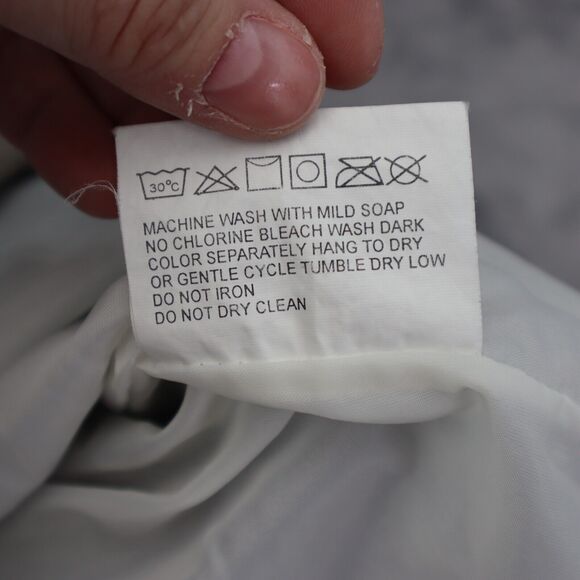 30°C
MACHINE WASH WITH MILD SOAP
NO CHLORINE BLEACH WASH DARK
COLOR SEPARATELY HANG TO DRY
OR GENTLE CYCLE TUMBLE DRY LOW
DO NOT IRON
DO NOT DRY CLEAN